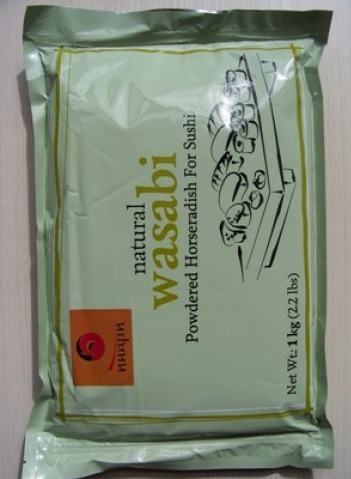 natural
wasabi
Powdered Horseradish For Sushi
Net Wt: 1 kg (2.2 lbs)